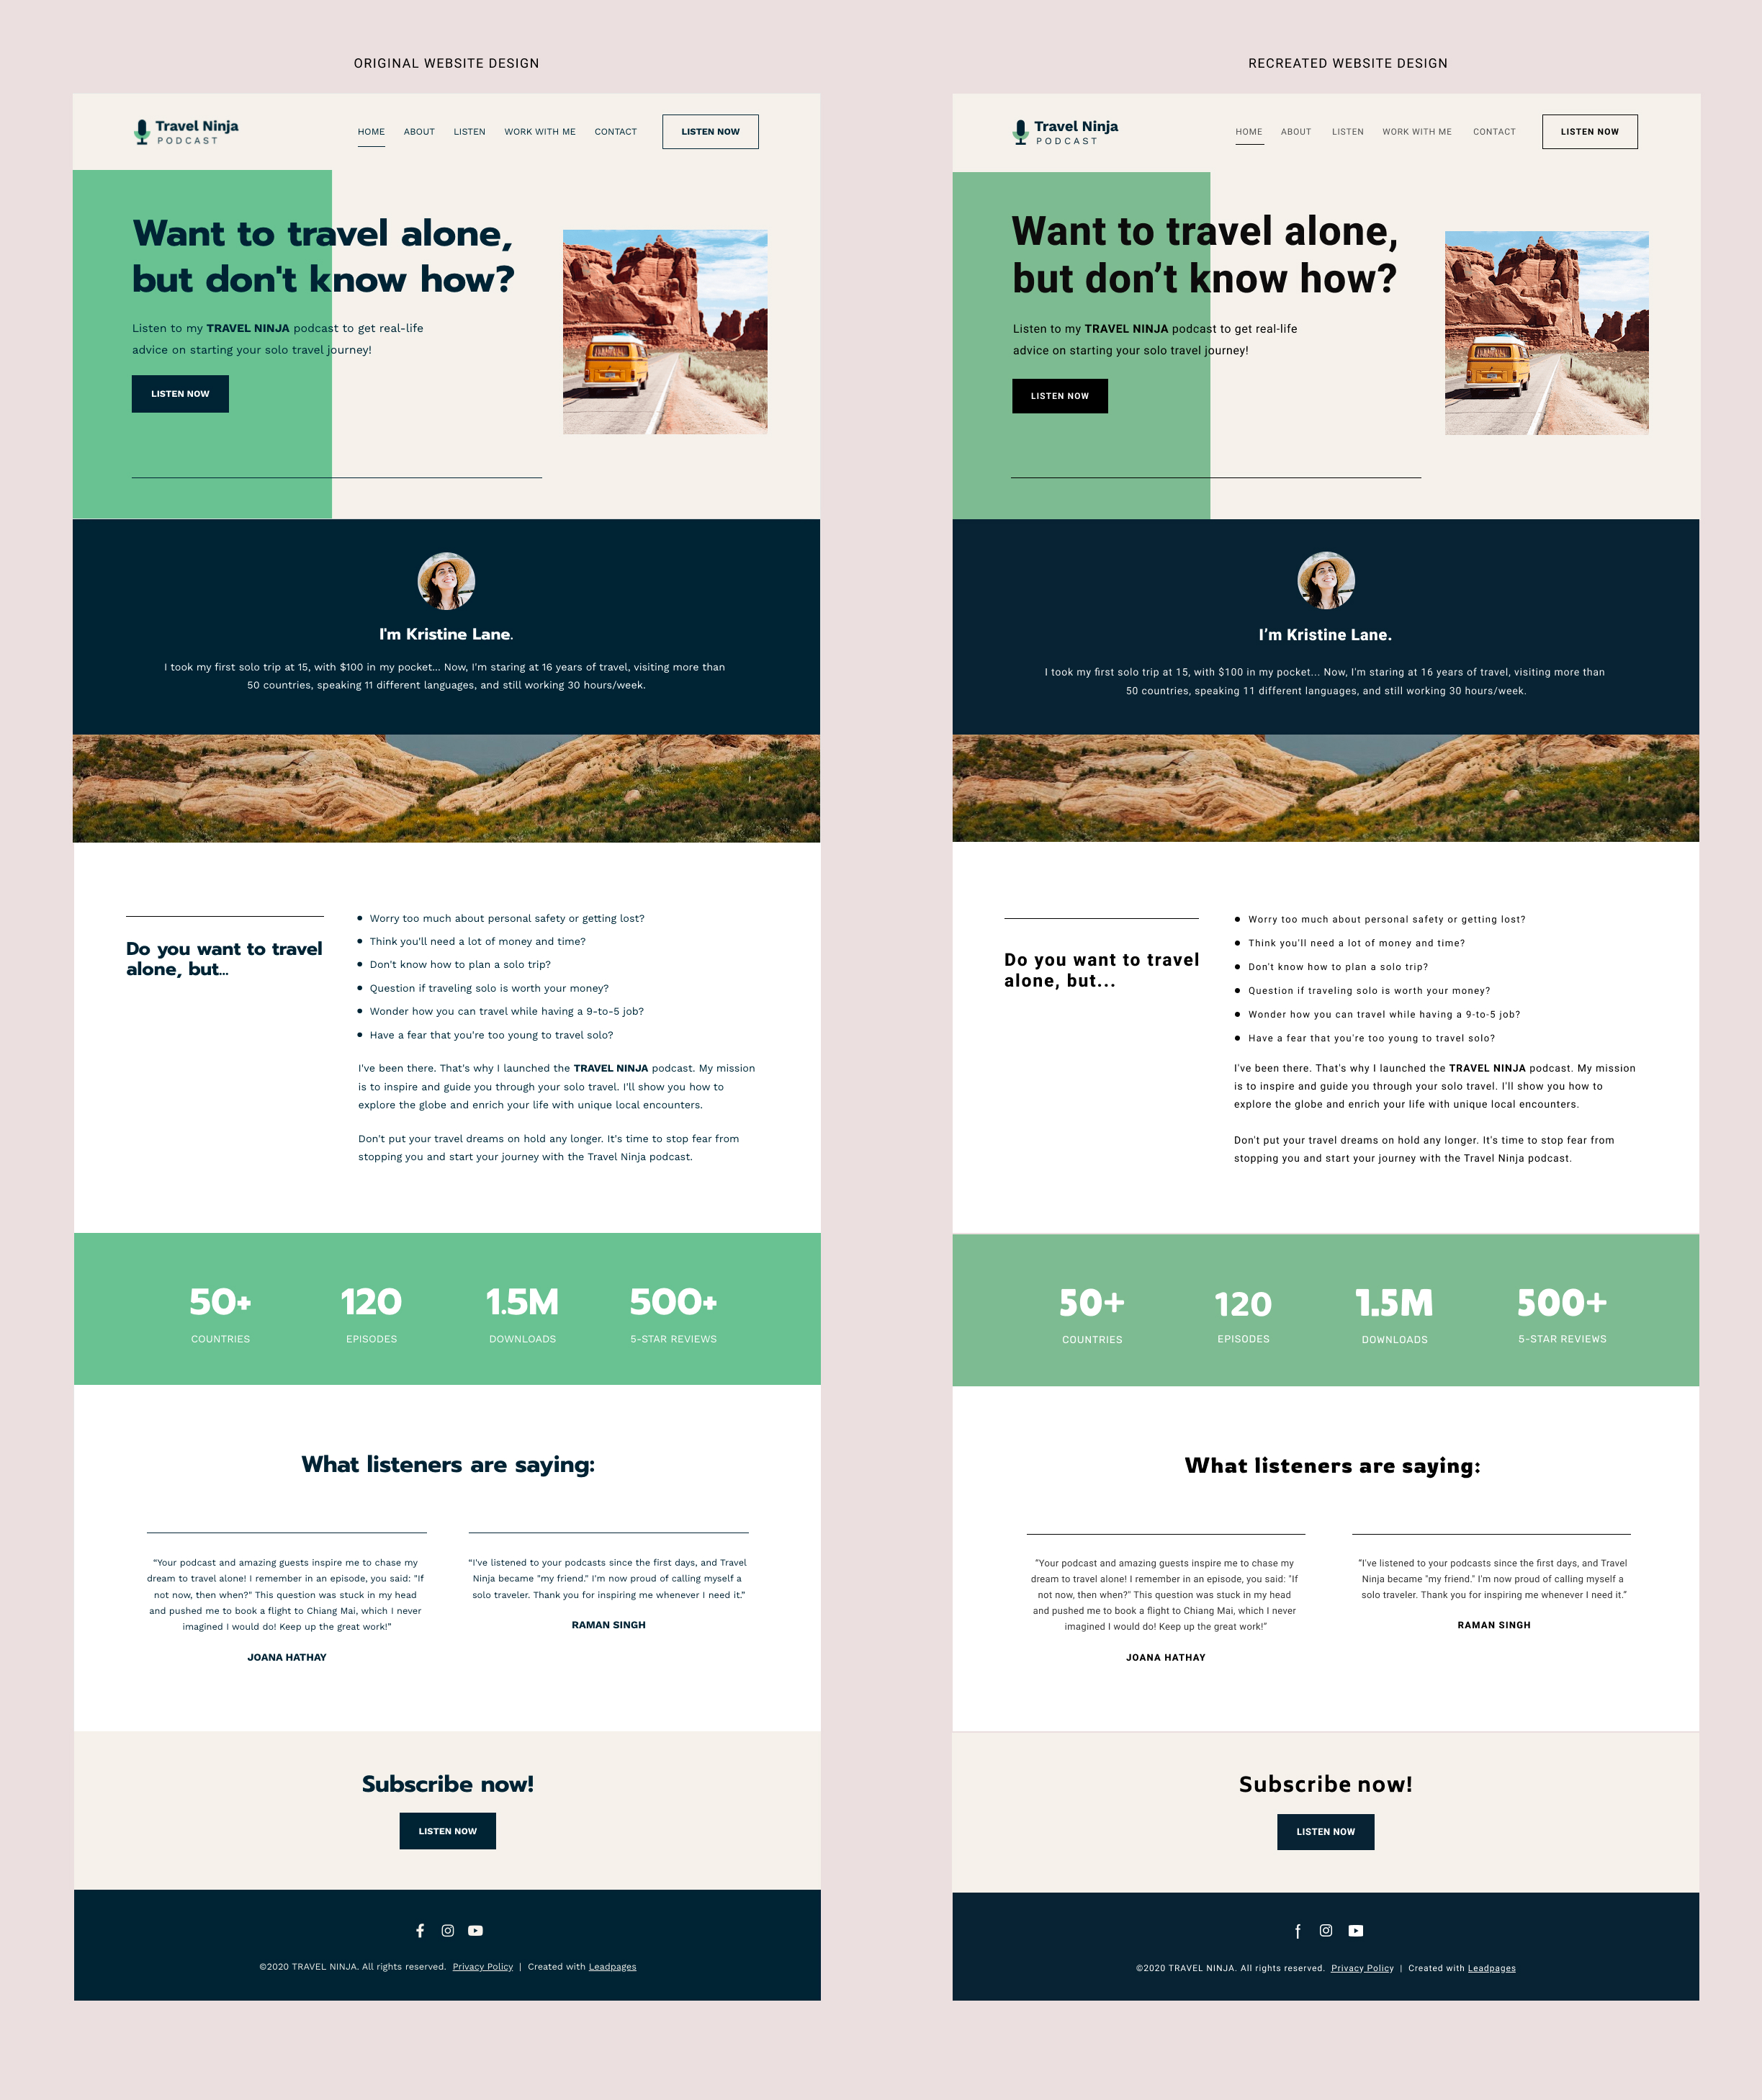 ORIGINAL WEBSITE DESIGN
Travel Ninja
PODCAST
HOME ABOUT LISTEN WORK WITH ME CONTACT LISTEN NOW
Want to travel alone,
but don't know how?
Listen to my TRAVEL NINJA podcast to get real-life
advice on starting your solo travel journey!
LISTEN NOW
I'm Kristine Lane.
I took my first solo trip at 15, with $100 in my pocket... Now, I'm staring at 16 years of travel, visiting more than
50 countries, speaking 11 different languages, and still working 30 hours/week.
Do you want to travel
alone, but...
• Worry too much about personal safety or getting lost?
• Think you'll need a lot of money and time?
• Don't know how to plan a solo trip?
• Question if traveling solo is worth your money?
• Wonder how you can travel while having a 9-to-5 job?
• Have a fear that you're too young to travel solo?
I've been there. That's why I launched the TRAVEL NINJA podcast. My mission
is to inspire and guide you through your solo travel. I'll show you how to
explore the globe and enrich your life with unique local encounters.
Don't put your travel dreams on hold any longer. It's time to stop fear from
stopping you and start your journey with the Travel Ninja podcast.
50+ 120 1.5M 500+
COUNTRIES EPISODES DOWNLOADS 5-STAR REVIEWS
What listeners are saying:
“Your podcast and amazing guests inspire me to chase my
dream to travel alone! I remember in an episode, you said: "If
not now, then when?" This question was stuck in my head
and pushed me to book a flight to Chiang Mai, which I never
imagined I would do! Keep up the great work!”
JOANA HATHAY
“I've listened to your podcasts since the first days, and Travel
Ninja became "my friend." I'm now proud of calling myself a
solo traveler. Thank you for inspiring me whenever I need it.”
RAMAN SINGH
Subscribe now!
LISTEN NOW
©2020 TRAVEL NINJA. All rights reserved. Privacy Policy | Created with Leadpages
RECREATED WEBSITE DESIGN
Travel Ninja
PODCAST
HOME ABOUT LISTEN WORK WITH ME CONTACT LISTEN NOW
Want to travel alone,
but don’t know how?
Listen to my TRAVEL NINJA podcast to get real-life
advice on starting your solo travel journey!
LISTEN NOW
I’m Kristine Lane.
I took my first solo trip at 15, with $100 in my pocket... Now, I'm staring at 16 years of travel, visiting more than
50 countries, speaking 11 different languages, and still working 30 hours/week.
Do you want to travel
alone, but...
• Worry too much about personal safety or getting lost?
• Think you'll need a lot of money and time?
• Don't know how to plan a solo trip?
• Question if traveling solo is worth your money?
• Wonder how you can travel while having a 9-to-5 job?
• Have a fear that you're too young to travel solo?
I've been there. That's why I launched the TRAVEL NINJA podcast. My mission
is to inspire and guide you through your solo travel. I'll show you how to
explore the globe and enrich your life with unique local encounters.
Don't put your travel dreams on hold any longer. It's time to stop fear from
stopping you and start your journey with the Travel Ninja podcast.
50+ 120 1.5M 500+
COUNTRIES EPISODES DOWNLOADS 5-STAR REVIEWS
What listeners are saying:
“Your podcast and amazing guests inspire me to chase my
dream to travel alone! I remember in an episode, you said: "If
not now, then when?" This question was stuck in my head
and pushed me to book a flight to Chiang Mai, which I never
imagined I would do! Keep up the great work!”
JOANA HATHAY
“I've listened to your podcasts since the first days, and Travel
Ninja became "my friend." I'm now proud of calling myself a
solo traveler. Thank you for inspiring me whenever I need it.”
RAMAN SINGH
Subscribe now!
LISTEN NOW
©2020 TRAVEL NINJA. All rights reserved. Privacy Policy | Created with Leadpages